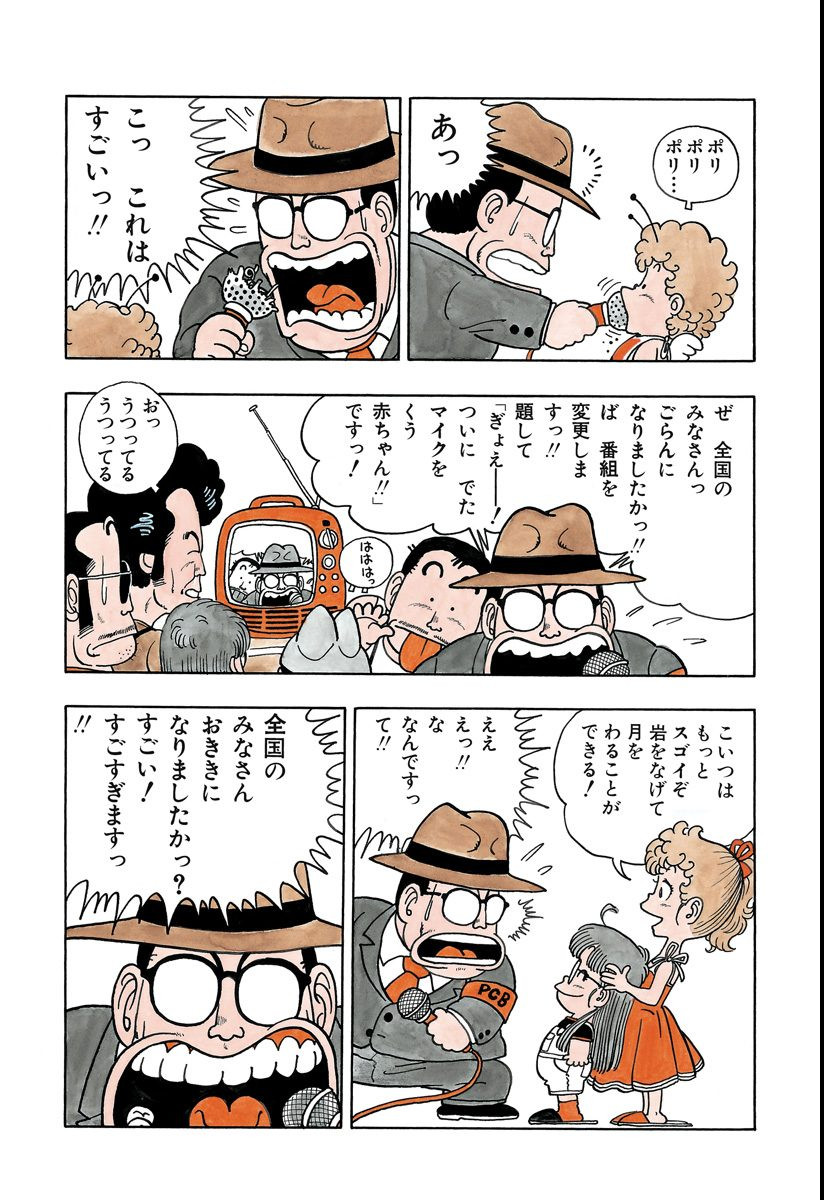 ポリ
ポリ
ポリ…
あっ
こっ これは
すごいっ!!
ぜ 全国の
みなさんっ
ごらんに
なりましたかっ!!
ば 番組を
変更しま
すっ!!
題して
「ぎょえ──!
ついに でた
マイクを
くう
赤ちゃん!!」
ですっ!
はははっ
おっ
うつってる
うつってる
こいつは
もっと
スゴイぞ
岩をなげて
月を
わることが
できる!
ええ
えっ!!
な
なんですっ
て!!
PCB
全国の
みなさん
おききに
なりましたかっ?
すごい!
すごすぎますっ
!!